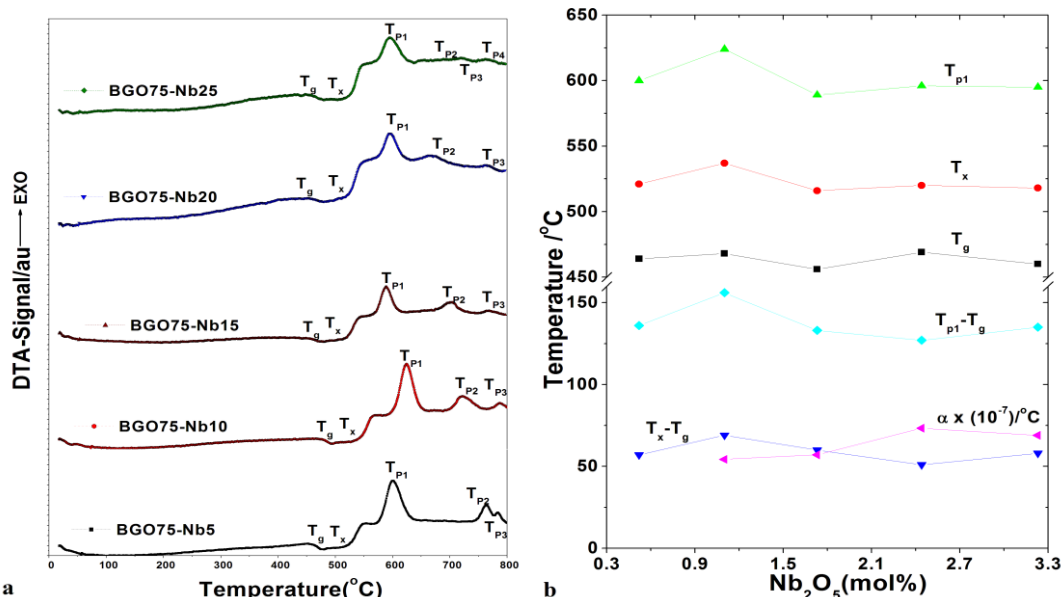 T_P1
T_P2
T_P4
T_g
T_x
T_P3
BGO75-Nb25
T_P1
T_P2
T_P3
T_g
T_x
BGO75-Nb20
T_P1
T_P2
T_P3
T_g
T_x
BGO75-Nb15
T_P1
T_P2
T_P3
T_g
T_x
BGO75-Nb10
T_P1
T_P2
T_g
T_x
T_P3
BGO75-Nb5
DTA-Signal/au → EXO
0 100 200 300 400 500 600 700 800
Temperature(°C)
a
650
600
550
500
450
150
100
50
0
Temperature /°C
T_p1
T_x
T_g
T_p1-T_g
T_x-T_g
α x (10^-7)/°C
0.3 0.9 1.5 2.1 2.7 3.3
Nb₂O₅(mol%)
b